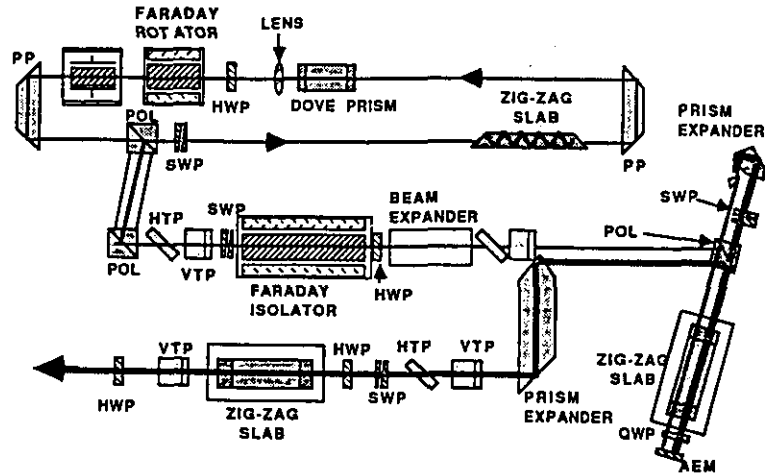 FARADAY
ROTATOR
LENS
PP
HWP
DOVE PRISM
ZIG-ZAG
SLAB
PRISM
EXPANDER
POL
SWP
PP
SWP
HTP
SWP
BEAM
EXPANDER
POL
POL
VTP
FARADAY
ISOLATOR
HWP
VTP
HWP
HTP
VTP
ZIG-ZAG
SLAB
HWP
ZIG-ZAG
SLAB
SWP
PRISM
EXPANDER
QWP
AEM